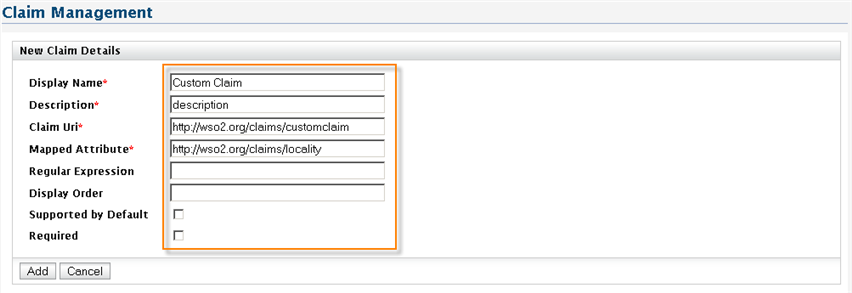 Claim Management
New Claim Details
Display Name* Custom Claim
Description* description
Claim Uri* http://wso2.org/claims/customclaim
Mapped Attribute* http://wso2.org/claims/locality
Regular Expression
Display Order
Supported by Default
Required
Add Cancel